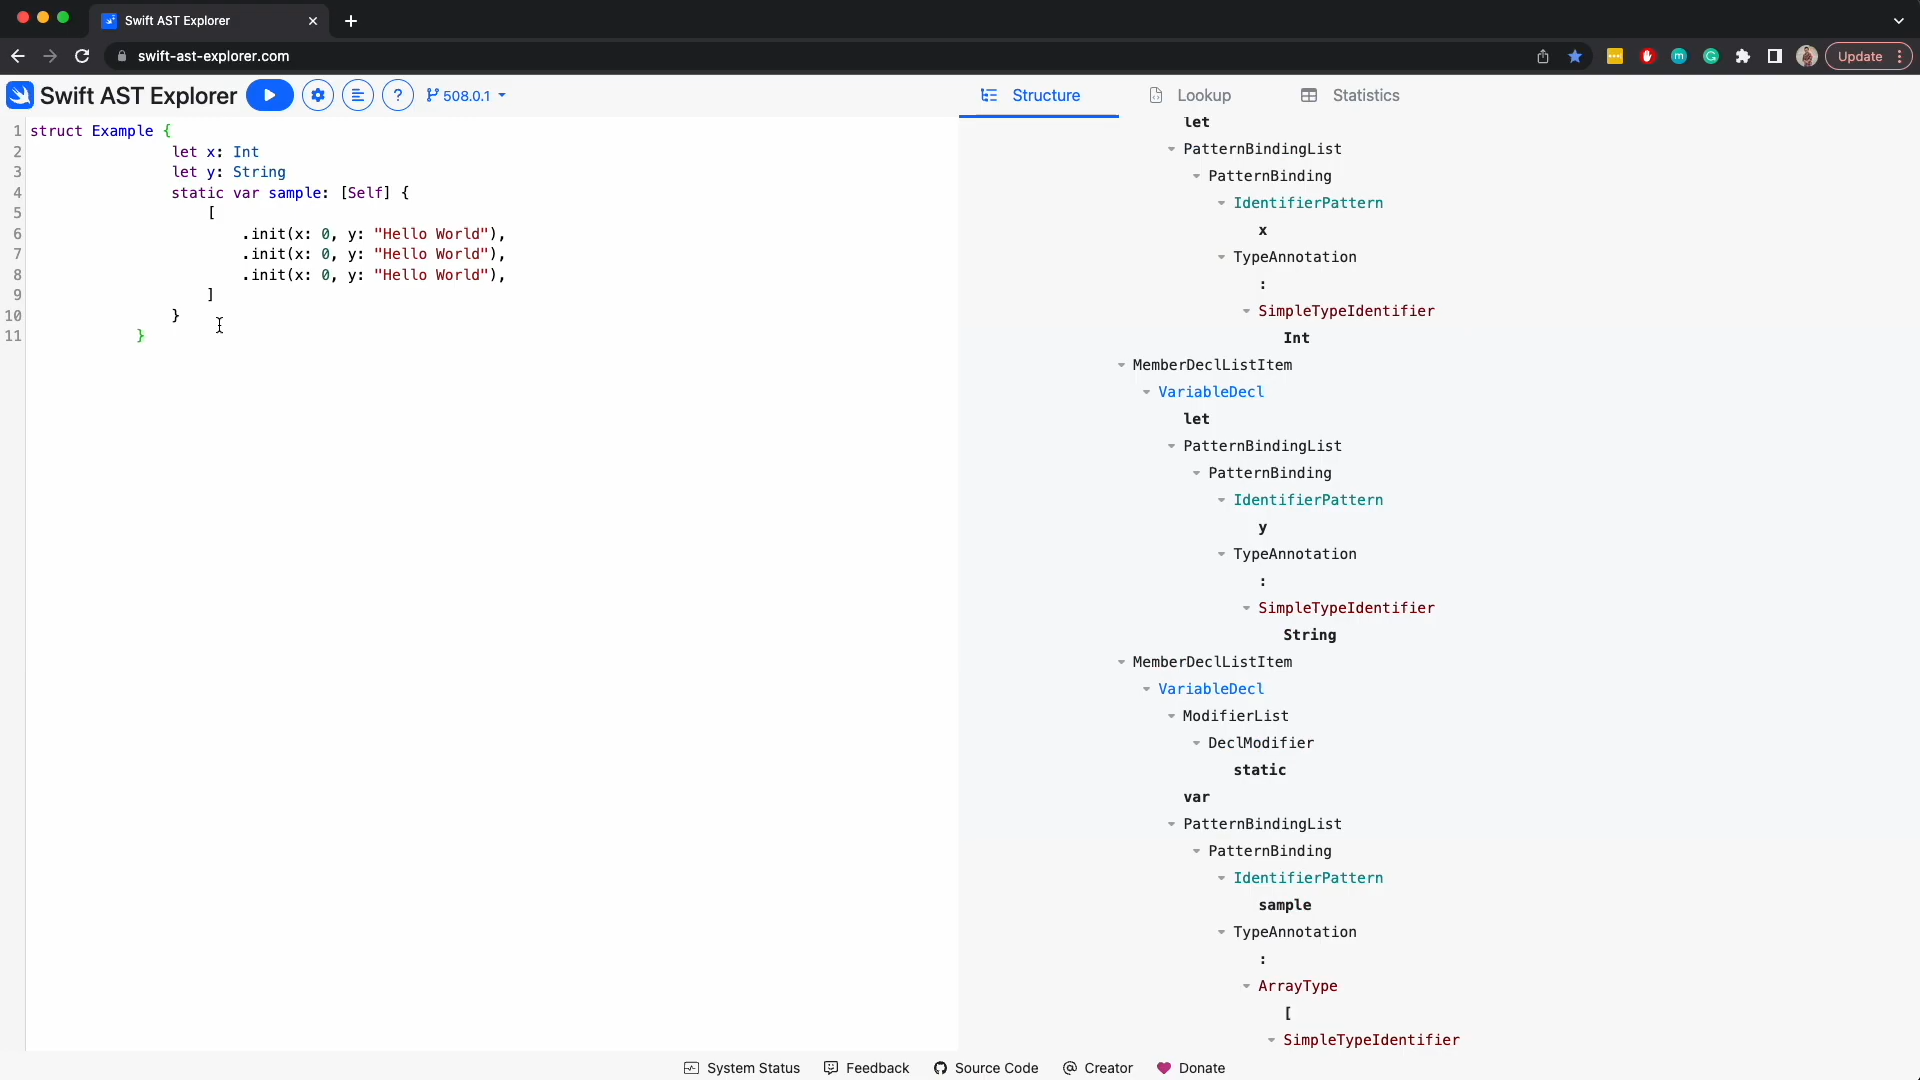 Swift AST Explorer
swift-ast-explorer.com
Update
Swift AST Explorer
?
508.0.1
Structure
Lookup
Statistics
1 struct Example {
2 let x: Int
3 let y: String
4 static var sample: [Self] {
5 [
6 .init(x: 0, y: "Hello World"),
7 .init(x: 0, y: "Hello World"),
8 .init(x: 0, y: "Hello World"),
9 ]
10 }
11 }
let
PatternBindingList
PatternBinding
IdentifierPattern
x
TypeAnnotation
:
SimpleTypeIdentifier
Int
MemberDeclListItem
VariableDecl
let
PatternBindingList
PatternBinding
IdentifierPattern
y
TypeAnnotation
:
SimpleTypeIdentifier
String
MemberDeclListItem
VariableDecl
ModifierList
DeclModifier
static
var
PatternBindingList
PatternBinding
IdentifierPattern
sample
TypeAnnotation
:
ArrayType
[
SimpleTypeIdentifier
System Status
Feedback
Source Code
Creator
Donate